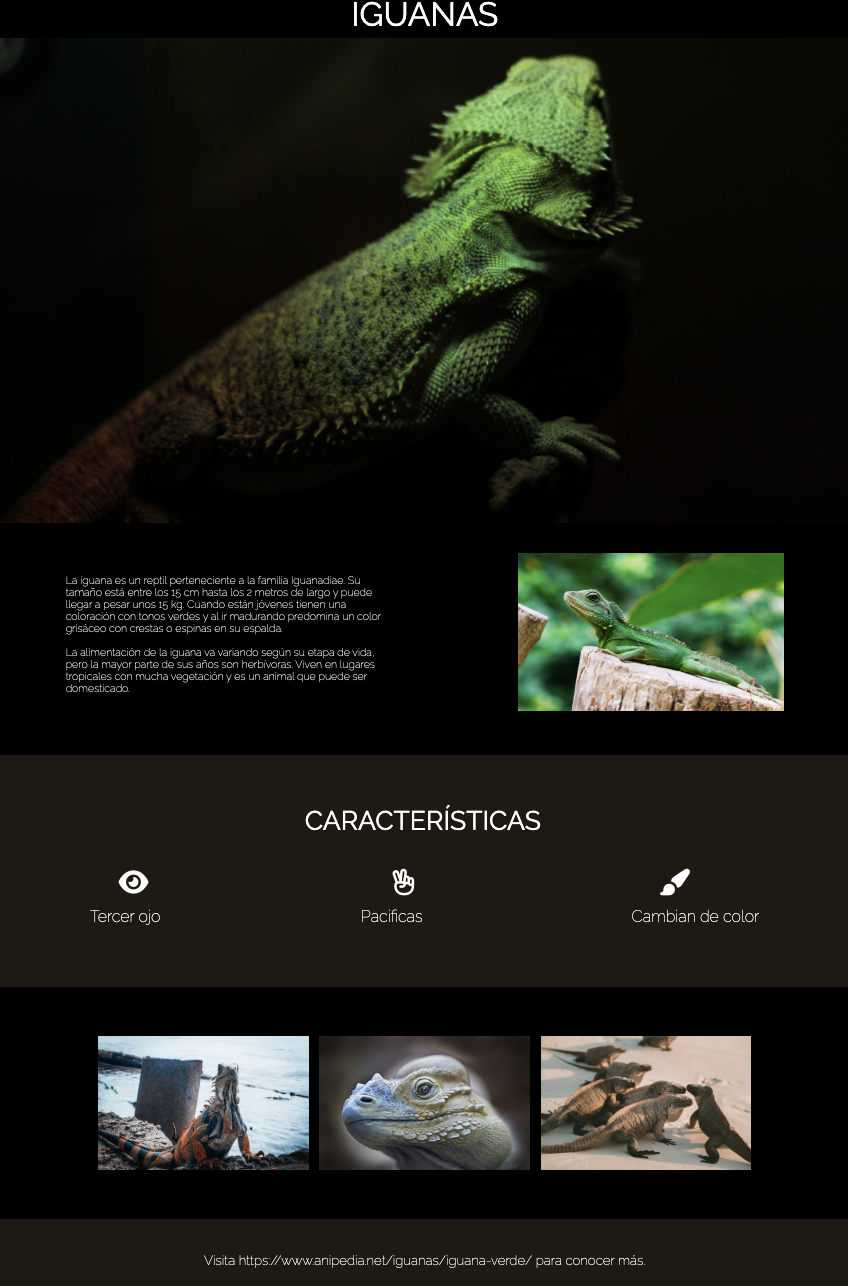 IGUANAS
La iguana es un reptil perteneciente a la familia Iguanadiae. Su
tamaño está entre los 15 cm hasta los 2 metros de largo y puede
llegar a pesar unos 15 kg. Cuando están jóvenes tienen una
coloración con tonos verdes y al ir madurando predomina un color
grisáceo con crestas o espinas en su espalda.
La alimentación de la iguana va variando según su etapa de vida,
pero la mayor parte de sus años son herbívoras. Viven en lugares
tropicales con mucha vegetación y es un animal que puede ser
domesticado.
CARACTERÍSTICAS
Tercer ojo
Pacificas
Cambian de color
Visita https://www.anipedia.net/iguanas/iguana-verde/ para conocer más.